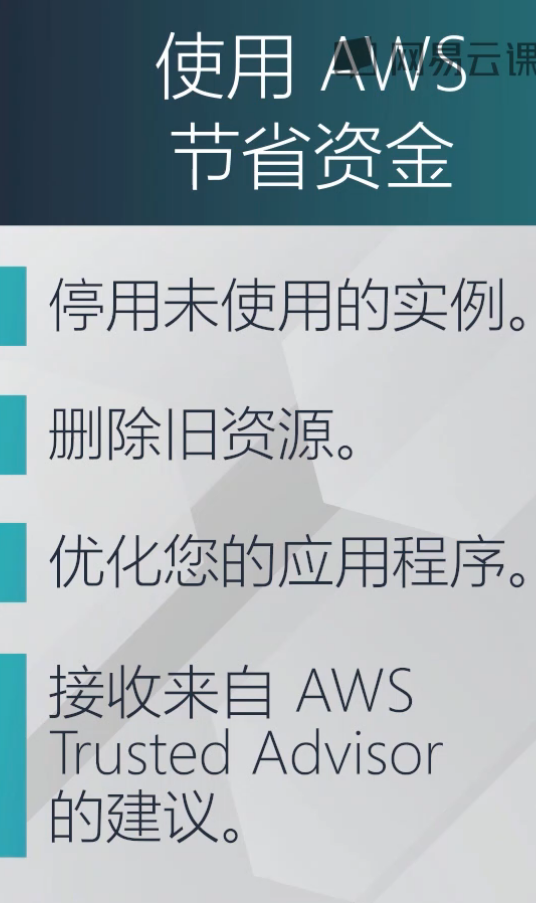 使用 AWS
网易云课
节省资金
停用未使用的实例。
删除旧资源。
优化您的应用程序。
接收来自 AWS
Trusted Advisor
的建议。